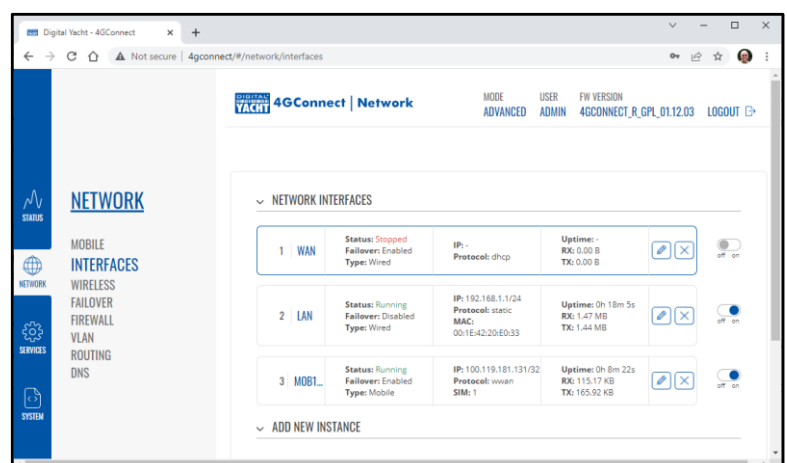 Digital Yacht - 4GConnect
Not secure | 4gconnect/#/network/interfaces
DIGITAL YACHT 4GConnect | Network
MODE USER FW VERSION
ADVANCED ADMIN 4GCONNECT_R_GPL_01.12.03 LOGOUT
STATUS
NETWORK
SERVICES
SYSTEM
NETWORK
MOBILE
INTERFACES
WIRELESS
FAILOVER
FIREWALL
VLAN
ROUTING
DNS
NETWORK INTERFACES
1 WAN
Status: Stopped
Failover: Enabled
Type: Wired
IP: -
Protocol: dhcp
Uptime: -
RX: 0.00 B
TX: 0.00 B
off on
2 LAN
Status: Running
Failover: Disabled
Type: Wired
IP: 192.168.1.1/24
Protocol: static
MAC:
00:1E:42:20:E0:33
Uptime: 0h 18m 5s
RX: 1.47 MB
TX: 1.44 MB
off on
3 MOB1...
Status: Running
Failover: Enabled
Type: Mobile
IP: 100.119.181.131/32
Protocol: wwan
SIM: 1
Uptime: 0h 8m 22s
RX: 115.17 KB
TX: 165.92 KB
off on
ADD NEW INSTANCE